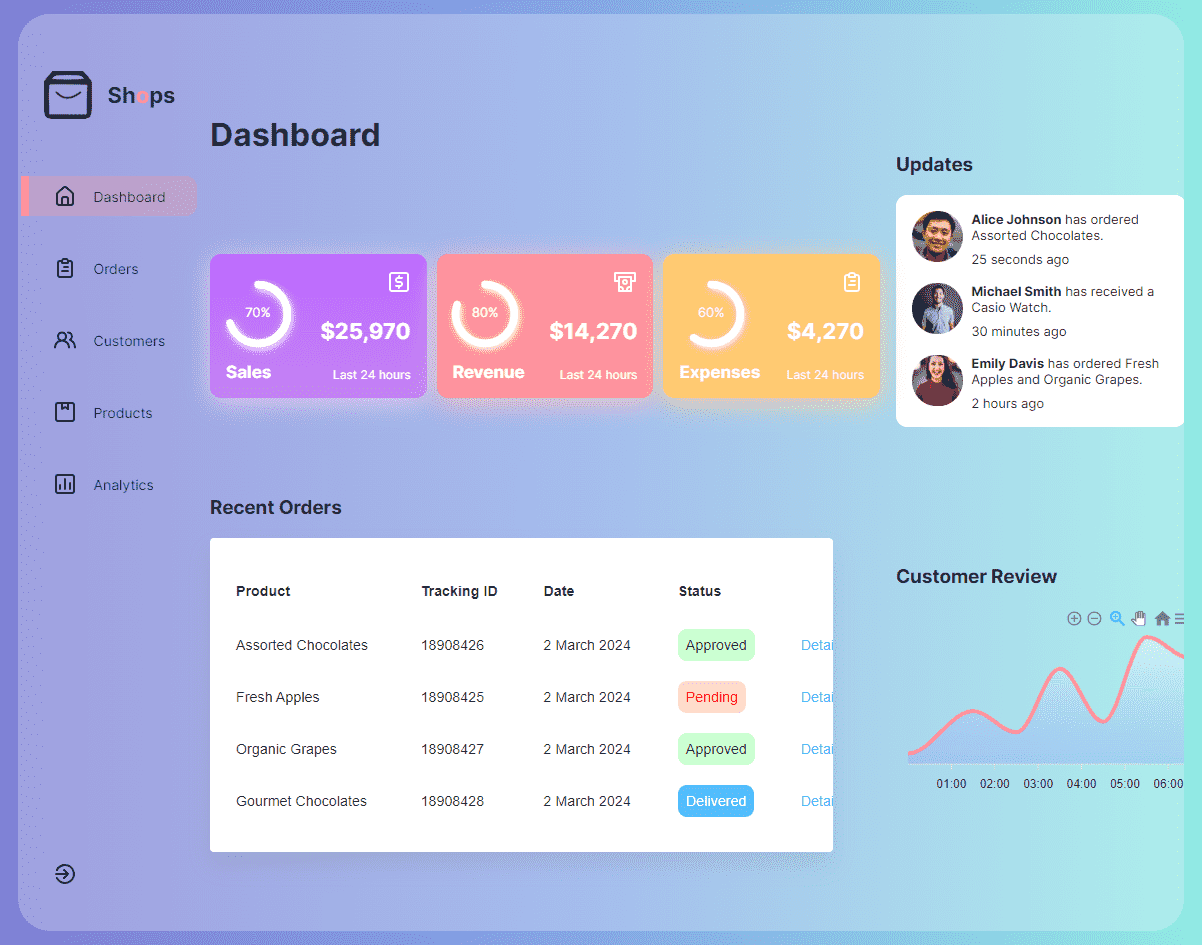 Shops
Dashboard
Dashboard
Orders
Customers
Products
Analytics
70%
$25,970
Sales
Last 24 hours
80%
$14,270
Revenue
Last 24 hours
60%
$4,270
Expenses
Last 24 hours
Updates
Alice Johnson has ordered
Assorted Chocolates.
25 seconds ago
Michael Smith has received a
Casio Watch.
30 minutes ago
Emily Davis has ordered Fresh
Apples and Organic Grapes.
2 hours ago
Recent Orders
Product Tracking ID Date Status
Assorted Chocolates 18908426 2 March 2024 Approved Detai
Fresh Apples 18908425 2 March 2024 Pending Detai
Organic Grapes 18908427 2 March 2024 Approved Detai
Gourmet Chocolates 18908428 2 March 2024 Delivered Detai
Customer Review
01:00 02:00 03:00 04:00 05:00 06:00